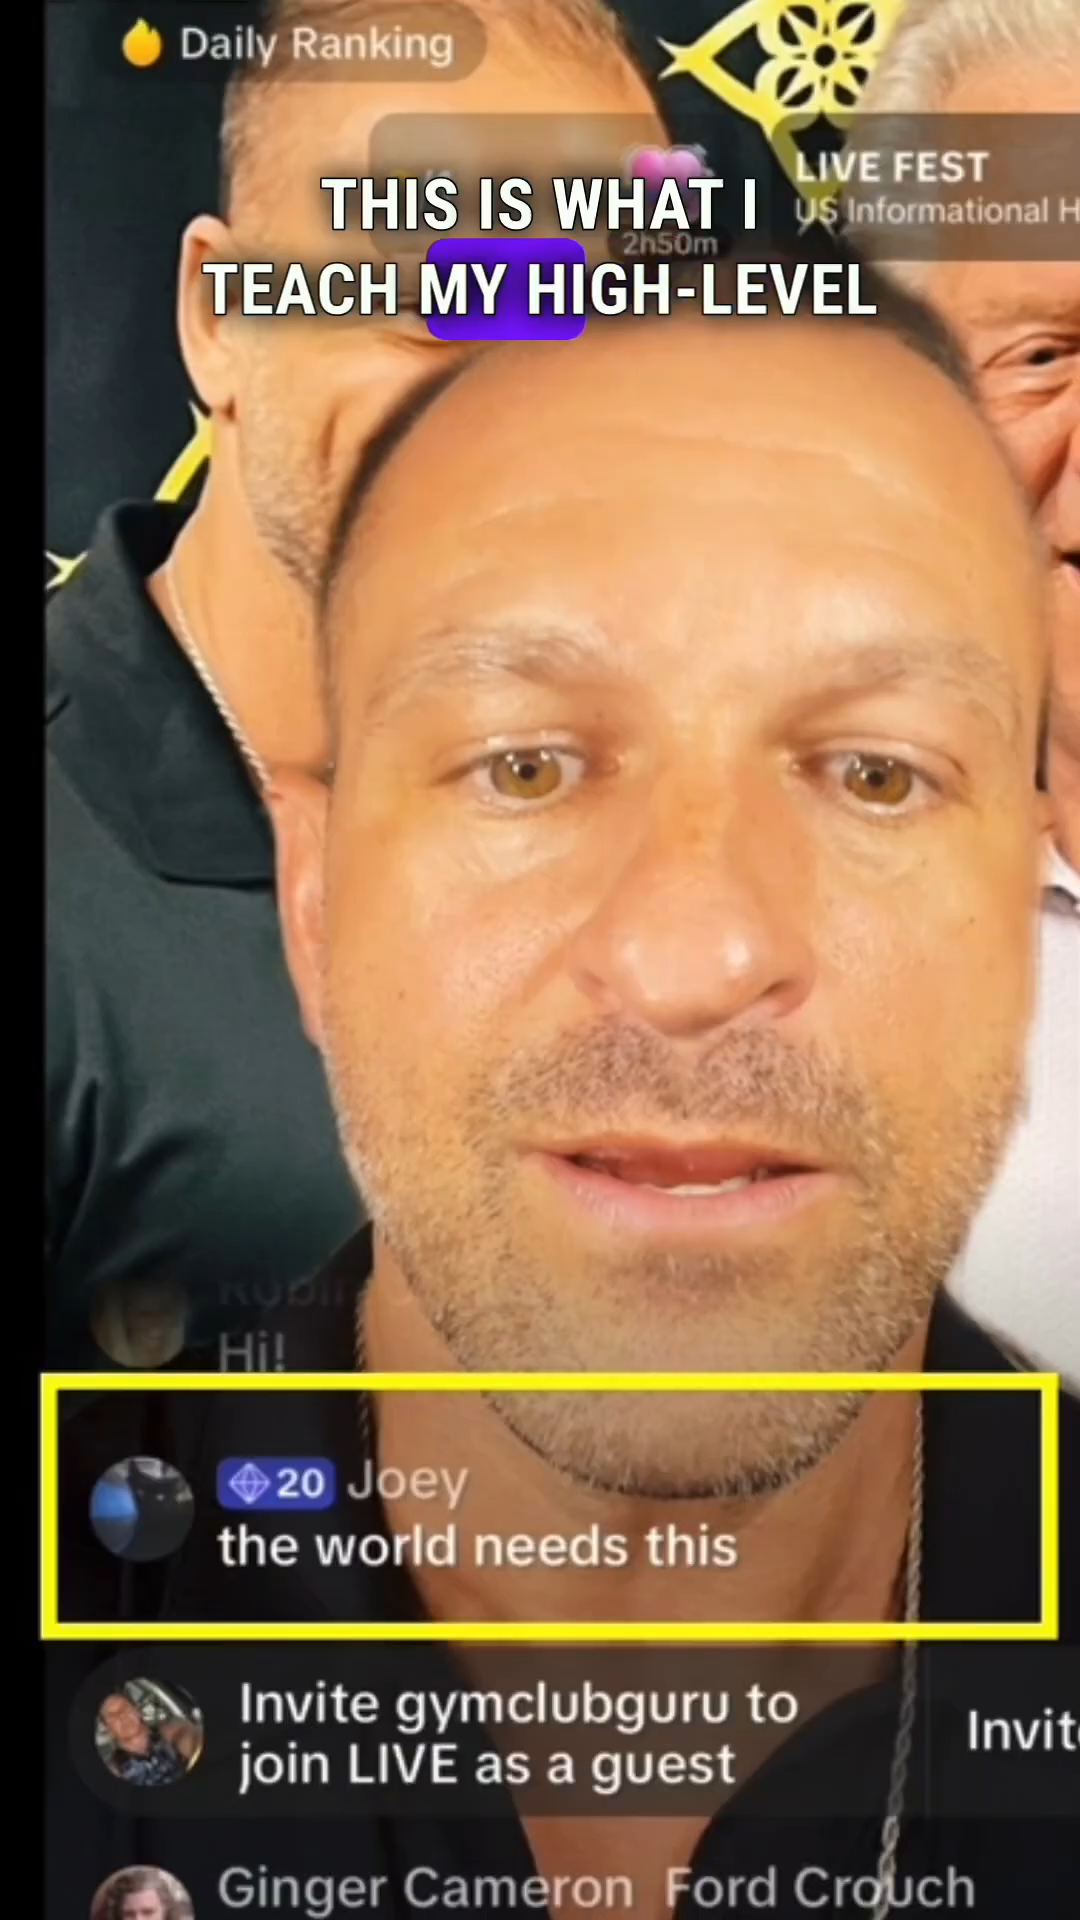 Daily Ranking
LIVE FEST
US Informational H
2h50m
THIS IS WHAT I
TEACH MY HIGH-LEVEL
Hi!
20 Joey
the world needs this
Invite gymclubguru to
join LIVE as a guest
Ginger Cameron Ford Crouch